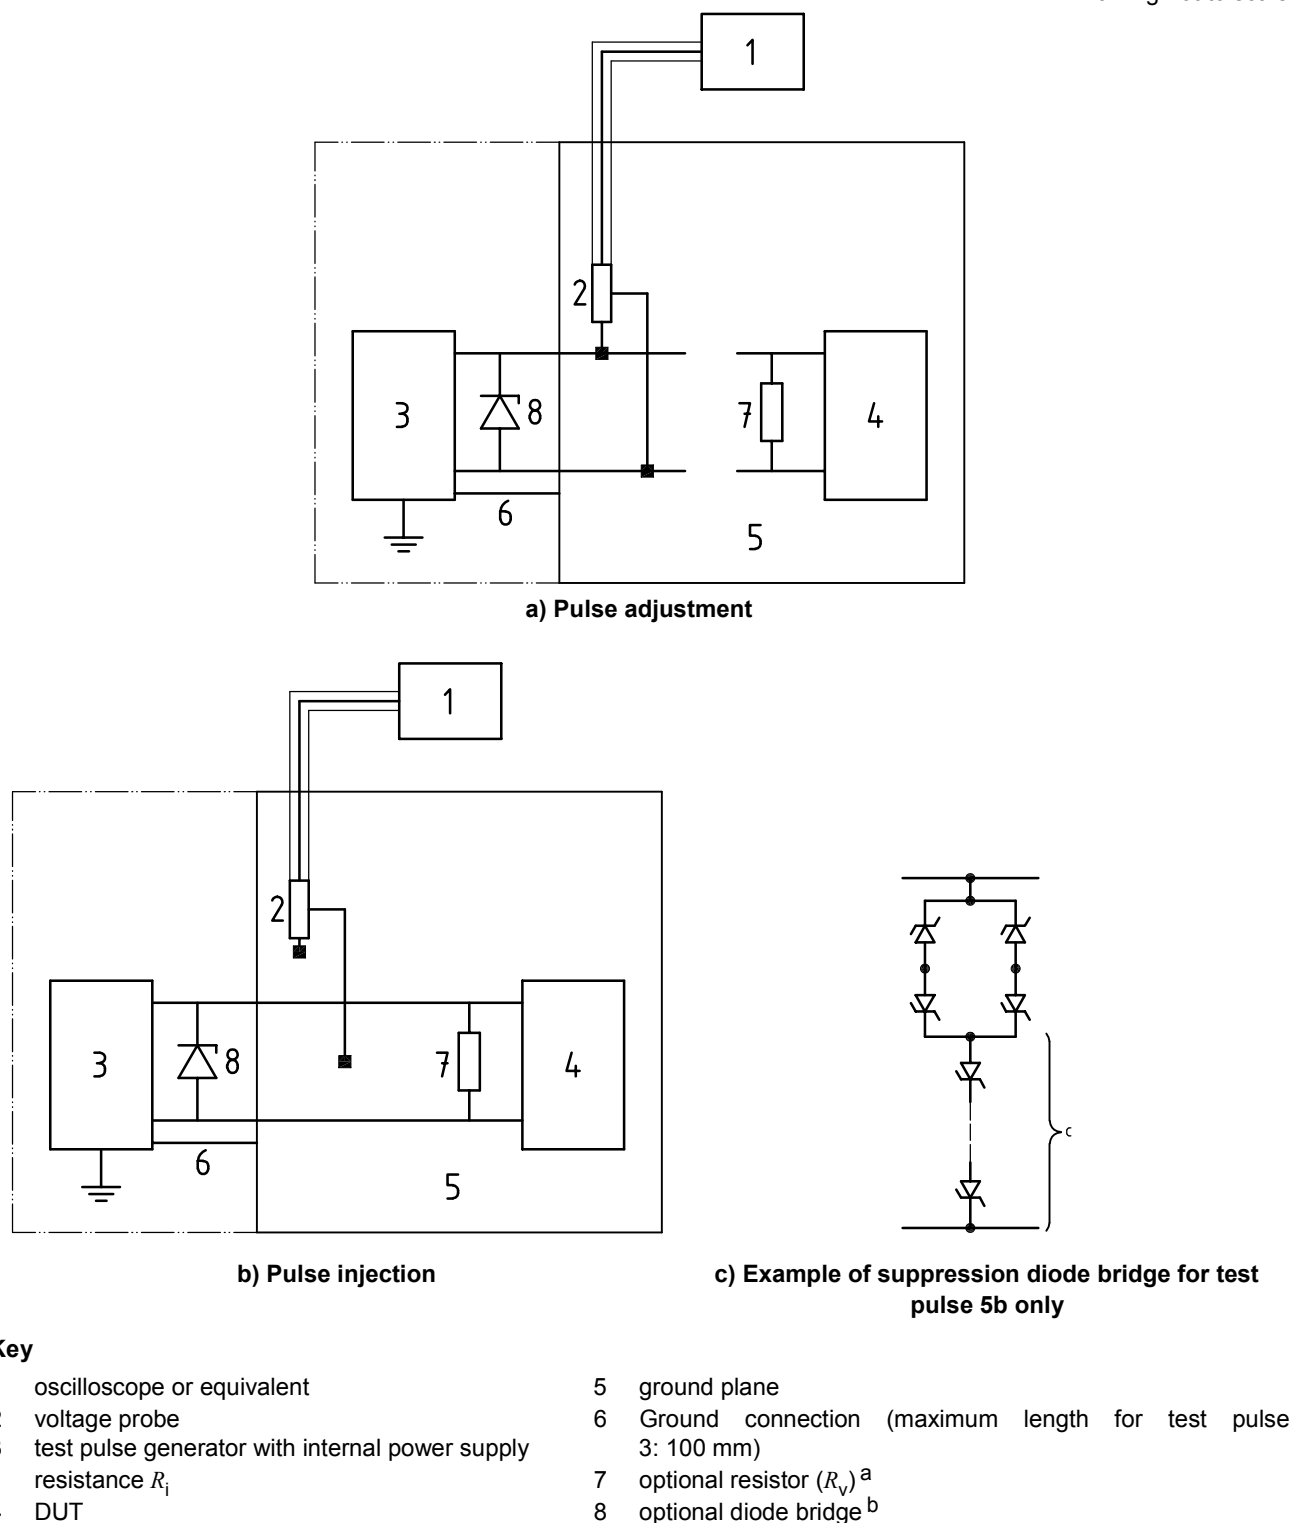 1
2
3
8
7
4
6
5
a) Pulse adjustment
1
2
3
8
7
4
6
5
c
b) Pulse injection
c) Example of suppression diode bridge for test
pulse 5b only
Key
oscilloscope or equivalent
voltage probe
test pulse generator with internal power supply
resistance Ri
DUT
5 ground plane
6 Ground connection (maximum length for test pulse
3: 100 mm)
7 optional resistor (Rv) a
8 optional diode bridge b